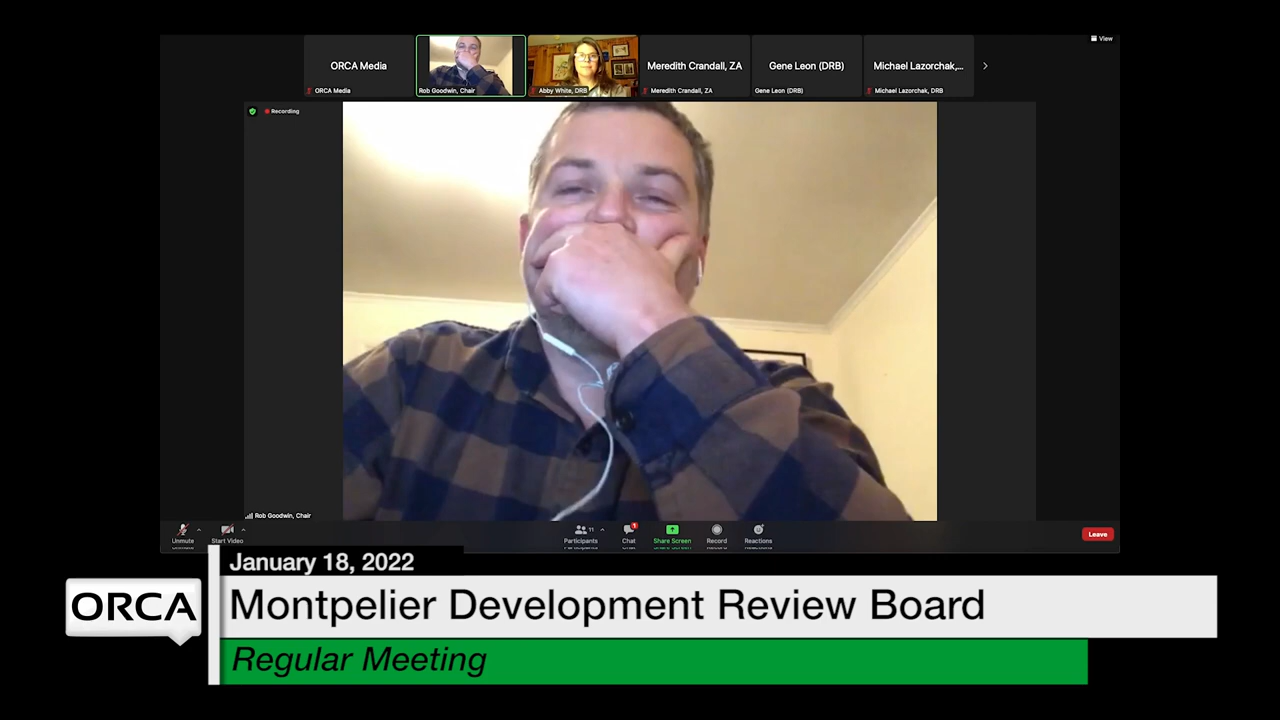 View
ORCA Media
Meredith Crandall, ZA
Gene Leon (DRB)
Michael Lazorchak,...
ORCA Media
Rob Goodwin, Chair
Abby White, DRB
Meredith Crandall, ZA
Gene Leon (DRB)
Michael Lazorchak, DRB
Recording
Rob Goodwin, Chair
Unmute
Start Video
Participants
11
Chat
1
Share Screen
Record
Reactions
Leave
January 18, 2022
ORCA
Montpelier Development Review Board
Regular Meeting